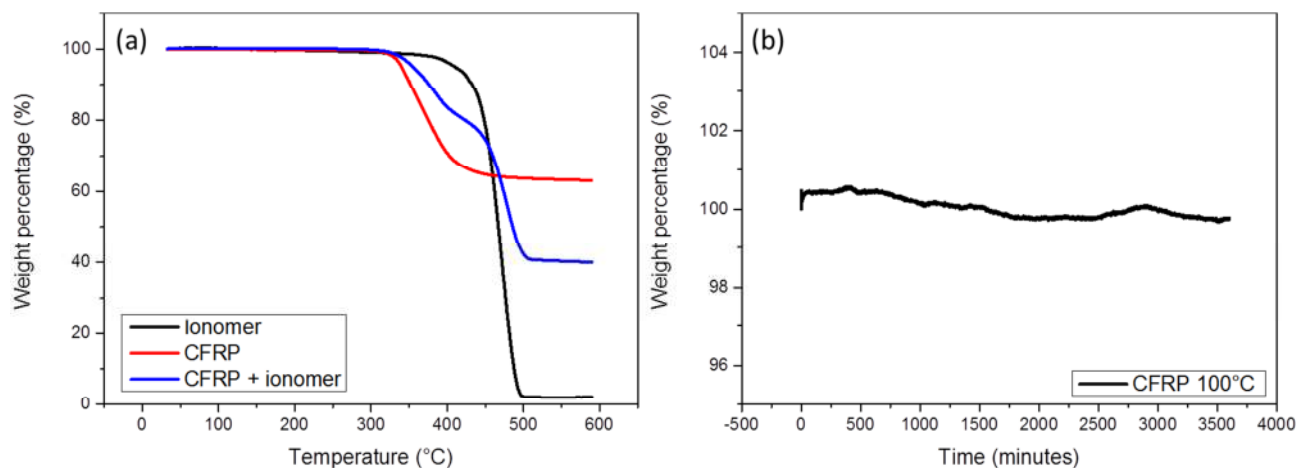 (a)
Weight percentage (%)
100
80
60
40
20
0
Ionomer
CFRP
CFRP + ionomer
0 100 200 300 400 500 600
Temperature (°C)
(b)
Weight percentage (%)
104
102
100
98
96
CFRP 100°C
-500 0 500 1000 1500 2000 2500 3000 3500 4000
Time (minutes)